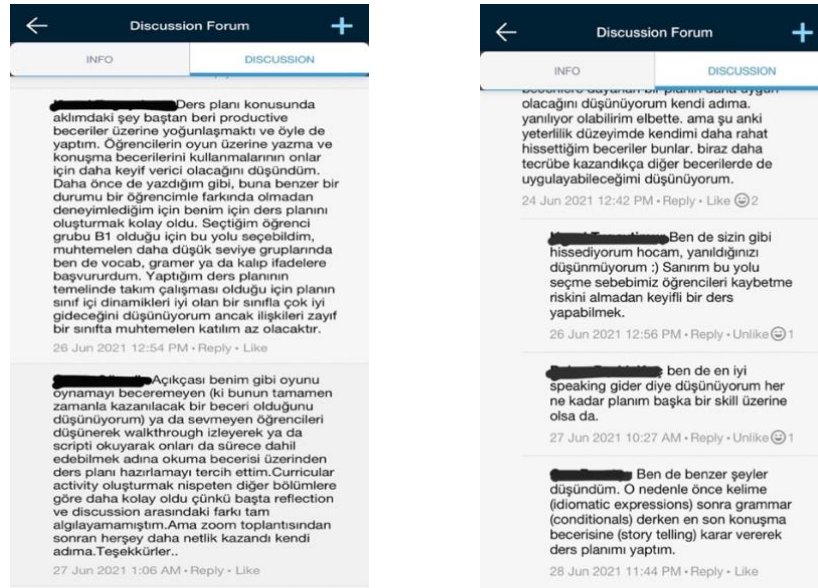 Discussion Forum
INFO
DISCUSSION
Ders planı konusunda
aklımdaki şey baştan beri productive
beceriler üzerine yoğunlaşmaktı ve öyle de
yaptım. Öğrencilerin oyun üzerine yazma ve
konuşma becerilerini kullanmalarının onlar
için daha keyif verici olacağını düşündüm.
Daha önce de yazdığım gibi, buna benzer bir
durumu bir öğrencimle farkında olmadan
deneyimlediğim için benim için ders planını
oluşturmak kolay oldu. Seçtiğim öğrenci
grubu B1 olduğu için bu yolu seçebildim,
muhtemelen daha düşük seviye gruplarında
ben de vocab, gramer ya da kalıp ifadelere
başvururdum. Yaptığım ders planının
temelinde takım çalışması olduğu için planın
sınıf içi dinamikleri iyi olan bir sınıfla çok iyi
gideceğini düşünüyorum ancak ilişkileri zayıf
bir sınıfta muhtemelen katılım az olacaktır.
26 Jun 2021 12:54 PM • Reply • Like
Açıkçası benim gibi oyunu
oynamayı beceremeyen (ki bunun tamamen
zamanla kazanılacak bir beceri olduğunu
düşünüyorum) ya da sevmeyen öğrencileri
düşünerek walkthrough izleyerek ya da
scripti okuyarak onları da sürece dahil
edebilmek adına okuma becerisi üzerinden
ders planı hazırlamayı tercih ettim.Curricular
activity oluşturmak nispeten diğer bölümlere
göre daha kolay oldu çünkü başta reflection
ve discussion arasındaki farkı tam
algılayamamıştım.Ama zoom toplantısından
sonran herşey daha netlik kazandı kendi
adıma.Teşekkürler..
27 Jun 2021 1:06 AM • Reply • Like
Discussion Forum
INFO
DISCUSSION
becerilere dayanan bir planın daha uygun
olacağını düşünüyorum kendi adıma.
yanılıyor olabilirim elbette. ama şu anki
yeterlilik düzeyimde kendimi daha rahat
hissettiğim beceriler bunlar. biraz daha
tecrübe kazandıkça diğer becerilerde de
uygulayabileceğimi düşünüyorum.
24 Jun 2021 12:42 PM • Reply • Like 2
Ben de sizin gibi
hissediyorum hocam, yanıldığınızı
düşünmüyorum :) Sanırım bu yolu
seçme sebebimiz öğrencileri kaybetme
riskini almadan keyifli bir ders
yapabilmek.
26 Jun 2021 12:56 PM • Reply • Unlike 1
ben de en iyi
speaking gider diye düşünüyorum her
ne kadar planım başka bir skill üzerine
olsa da.
27 Jun 2021 10:27 AM • Reply • Unlike 1
Ben de benzer şeyler
düşündüm. O nedenle önce kelime
(idiomatic expressions) sonra grammar
(conditionals) derken en son konuşma
becerisine (story telling) karar vererek
ders planımı yaptım.
28 Jun 2021 11:44 PM • Reply • Like